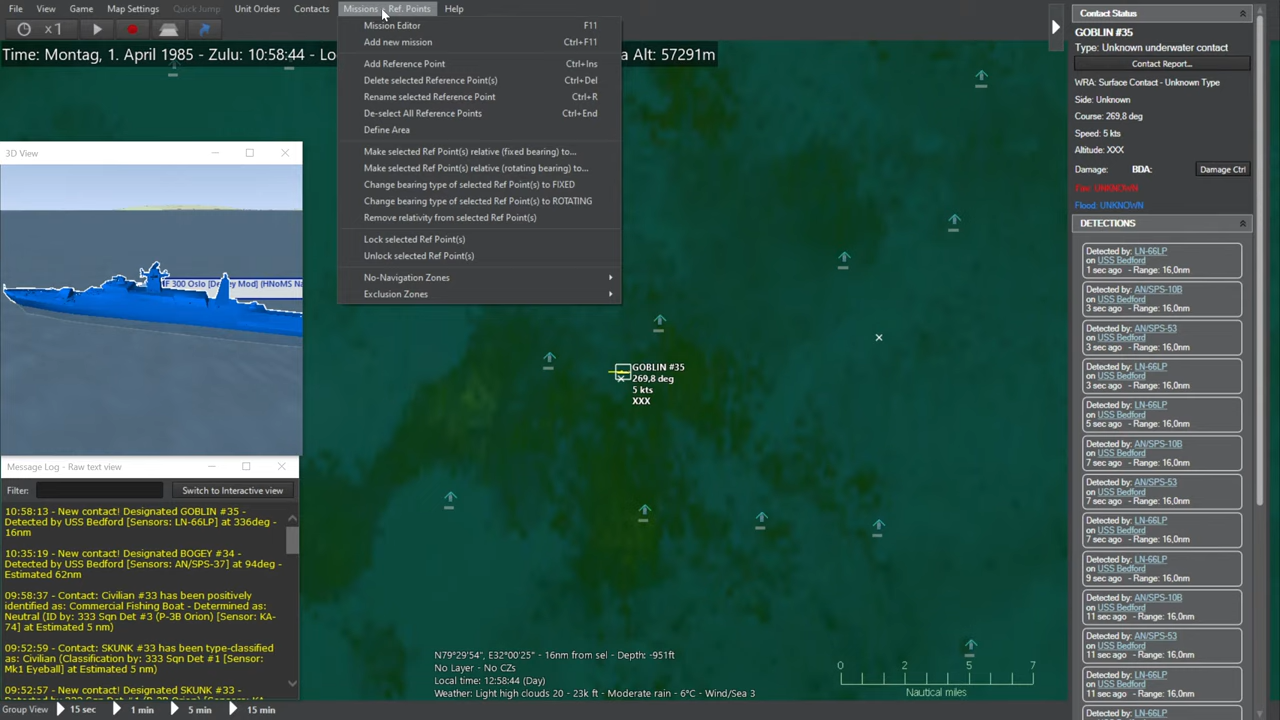 File View Game Map Settings Quick Jump Unit Orders Contacts Missions + Ref. Points Help
x1
Time: Montag, 1. April 1985 - Zulu: 10:58:44 - Lo
a Alt: 57291m
Mission Editor F11
Add new mission Ctrl+F11
Add Reference Point Ctrl+Ins
Delete selected Reference Point(s) Ctrl+Del
Rename selected Reference Point Ctrl+R
De-select All Reference Points Ctrl+End
Define Area
Make selected Ref Point(s) relative (fixed bearing) to...
Make selected Ref Point(s) relative (rotating bearing) to...
Change bearing type of selected Ref Point(s) to FIXED
Change bearing type of selected Ref Point(s) to ROTATING
Remove relativity from selected Ref Point(s)
Lock selected Ref Point(s)
Unlock selected Ref Point(s)
No-Navigation Zones
Exclusion Zones
3D View
F 300 Oslo [De
ey Mod] (HNoMS Na
Message Log - Raw text view
Filter: Switch to Interactive view
10:58:13 - New contact! Designated GOBLIN #35 -
Detected by USS Bedford [Sensors: LN-66LP] at 336deg -
16nm
10:35:19 - New contact! Designated BOGEY #34 -
Detected by USS Bedford [Sensors: AN/SPS-37] at 94deg -
Estimated 62nm
09:58:37 - Contact: Civilian #33 has been positively
identified as: Commercial Fishing Boat - Determined as:
Neutral (ID by: 333 Sqn Det #3 (P-3B Orion) [Sensor: KA-
74] at Estimated 5 nm)
09:52:59 - Contact: SKUNK #33 has been type-classified
as: Civilian (Classification by: 333 Sqn Det #1 [Sensor:
Mk1 Eyeball] at Estimated 5 nm)
09:52:57 - New contact! Designated SKUNK #33 -
Group View 15 sec 1 min 5 min 15 min
GOBLIN #35
269,8 deg
5 kts
XXX
N79°29'54", E32°00'25" - 16nm from sel - Depth: -951ft
No Layer - No CZs
Local time: 12:58:44 (Day)
Weather: Light high clouds 20 - 23k ft - Moderate rain - 6°C - Wind/Sea 3
0 2 5 7
Nautical miles
Contact Status
GOBLIN #35
Type: Unknown underwater contact
Contact Report...
WRA: Surface Contact - Unknown Type
Side: Unknown
Course: 269,8 deg
Speed: 5 kts
Altitude: XXX
Damage: BDA: Damage Ctrl
Fire: UNKNOWN
Flood: UNKNOWN
DETECTIONS
Detected by: LN-66LP
on USS Bedford
1 sec ago - Range: 16,0nm
Detected by: AN/SPS-10B
on USS Bedford
3 sec ago - Range: 16,0nm
Detected by: AN/SPS-53
on USS Bedford
3 sec ago - Range: 16,0nm
Detected by: LN-66LP
on USS Bedford
3 sec ago - Range: 16,0nm
Detected by: LN-66LP
on USS Bedford
5 sec ago - Range: 16,0nm
Detected by: AN/SPS-10B
on USS Bedford
7 sec ago - Range: 16,0nm
Detected by: AN/SPS-53
on USS Bedford
7 sec ago - Range: 16,0nm
Detected by: LN-66LP
on USS Bedford
7 sec ago - Range: 16,0nm
Detected by: LN-66LP
on USS Bedford
9 sec ago - Range: 16,0nm
Detected by: AN/SPS-10B
on USS Bedford
11 sec ago - Range: 16,0nm
Detected by: AN/SPS-53
on USS Bedford
11 sec ago - Range: 16,0nm
Detected by: LN-66LP
on USS Bedford
11 sec ago - Range: 16,0nm
Detected by: LN-66LP